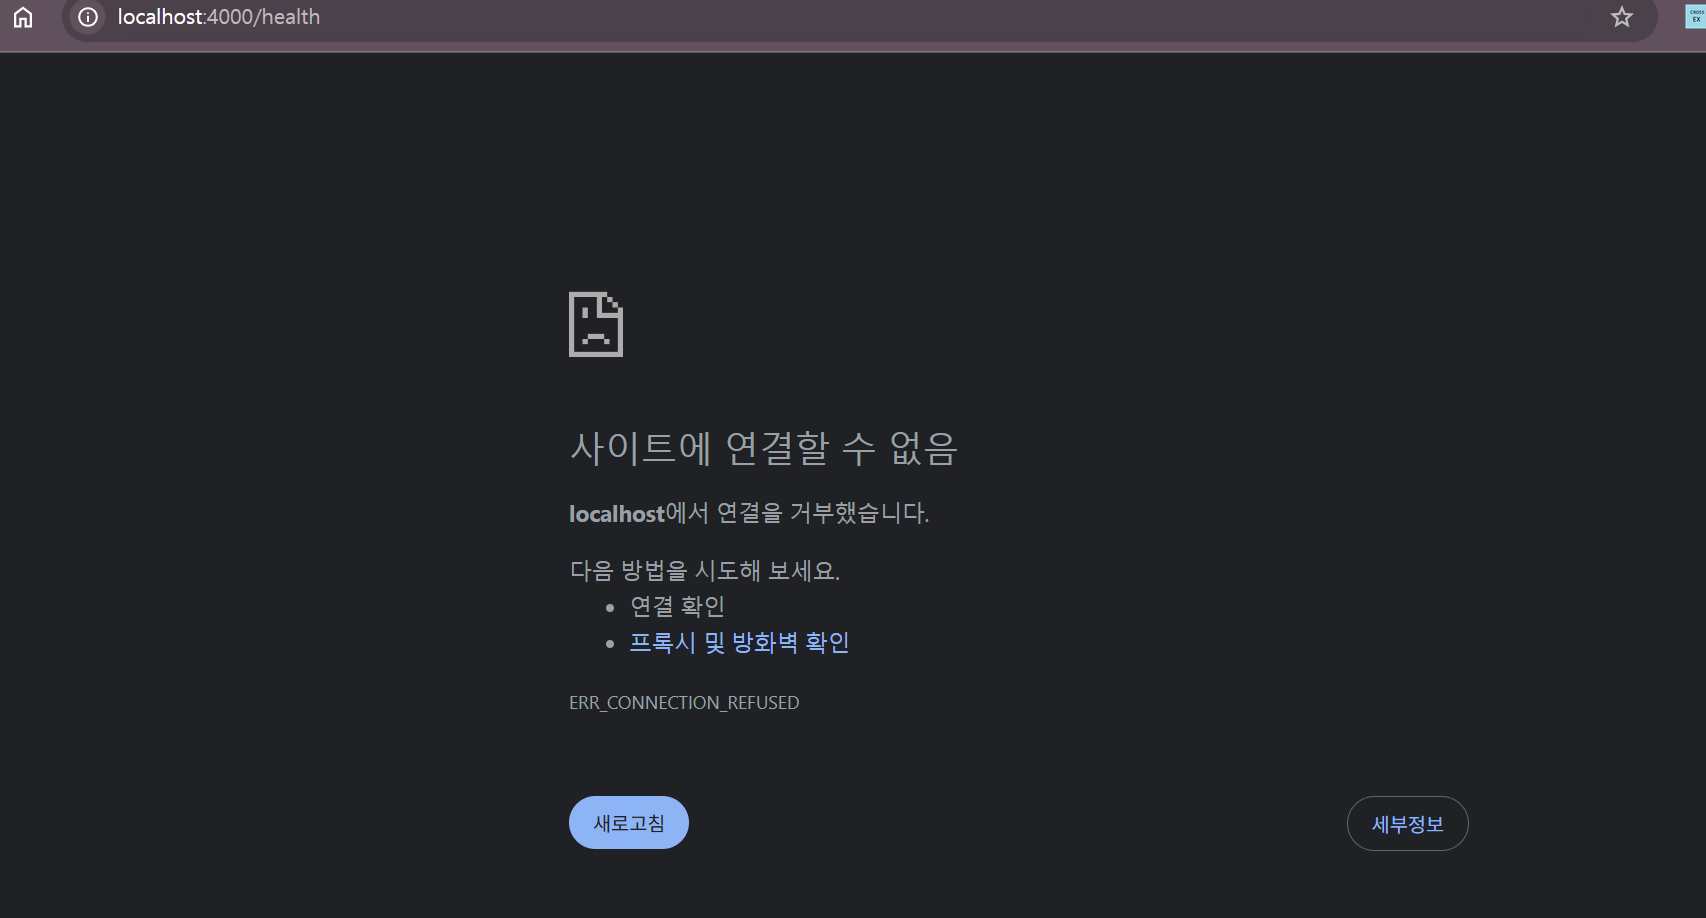 localhost:4000/health
CROSS
EX
사이트에 연결할 수 없음
localhost에서 연결을 거부했습니다.
다음 방법을 시도해 보세요.
연결 확인
프록시 및 방화벽 확인
ERR_CONNECTION_REFUSED
새로고침
세부정보